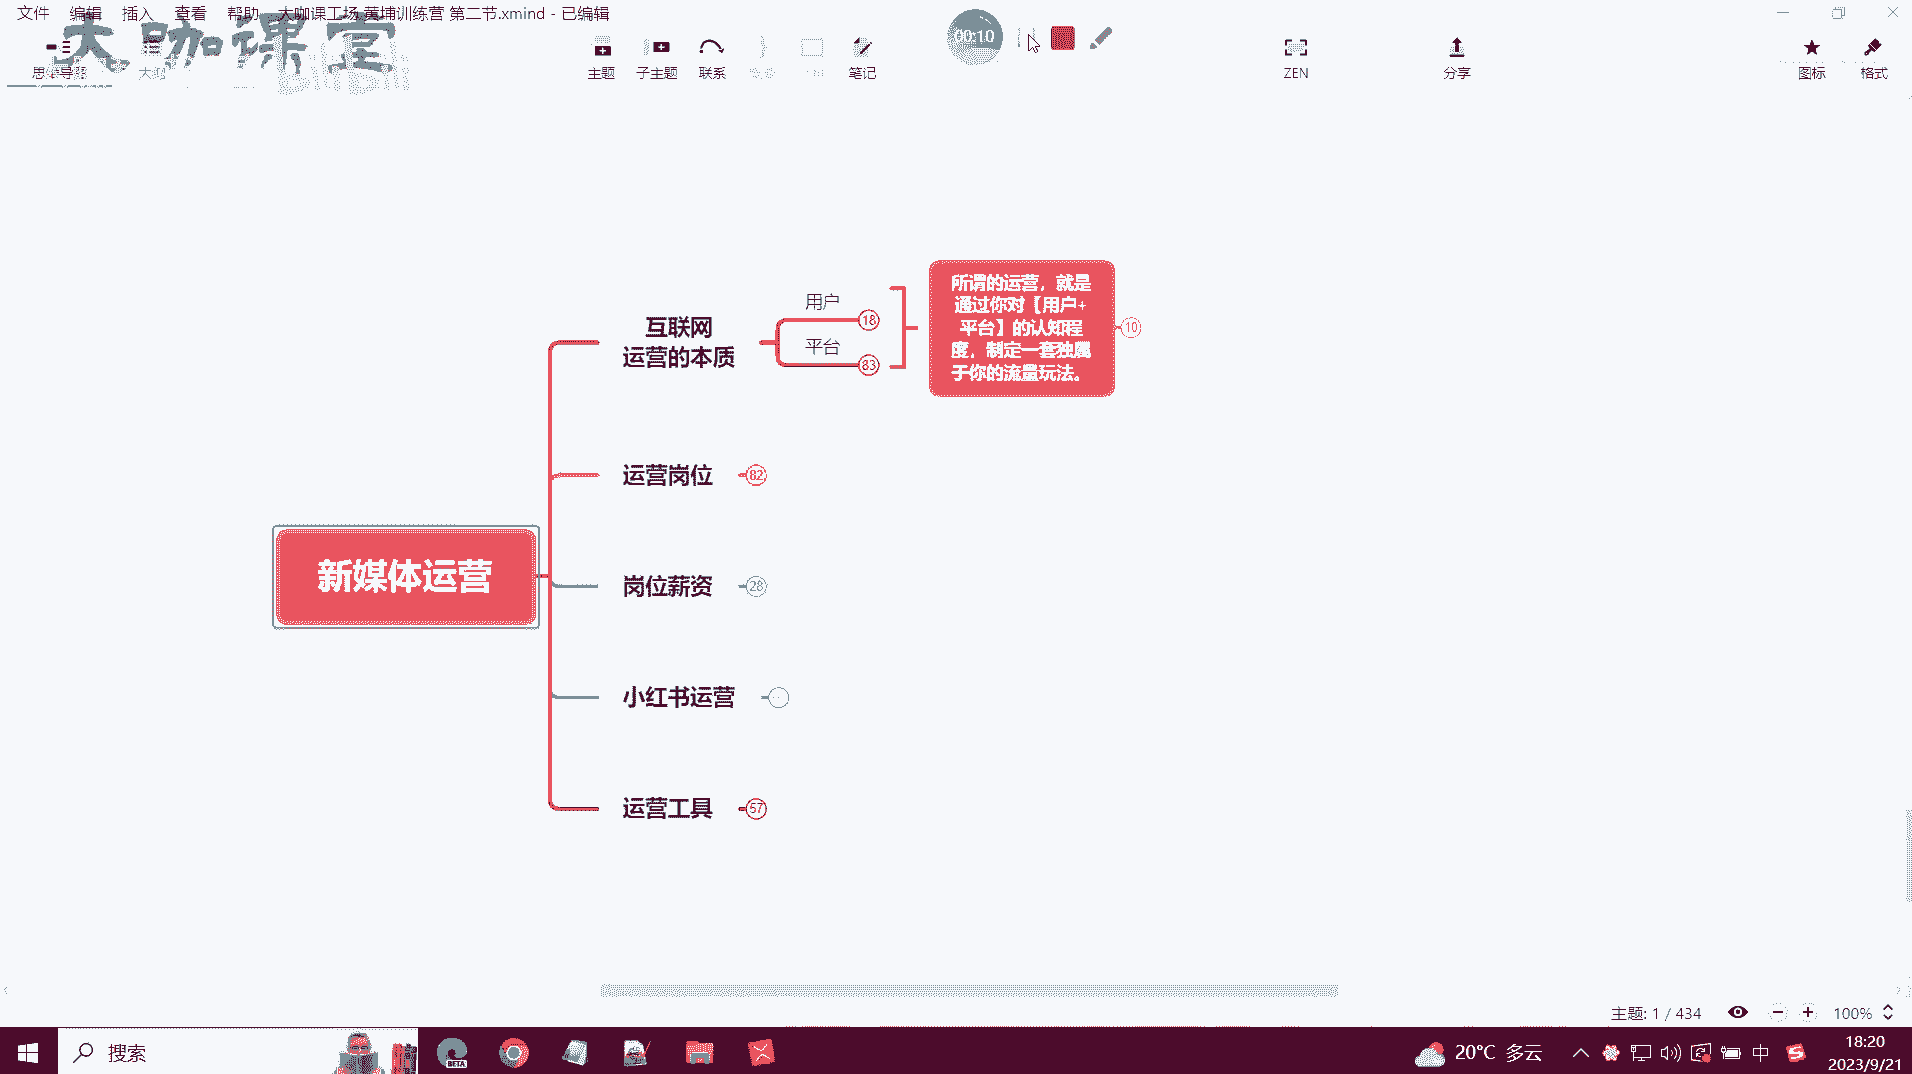 文件 编辑 插入 查看 帮助 大咖课工场 黄埔训练营 第二节.xmind - 已编辑
大咖课堂
思维导图
主题 子主题 联系 笔记
00:10
ZEN
分享
图标 格式
用户
18
平台
83
所谓的运营，就是
通过你对【用户+
平台】的认知程
度，制定一套独属
于你的流量玩法。
10
互联网
运营的本质
运营岗位
82
新媒体运营
岗位薪资
28
小红书运营
运营工具
57
主题: 1 / 434
100%
搜索
BETA
20°C 多云
中
18:20
2023/9/21